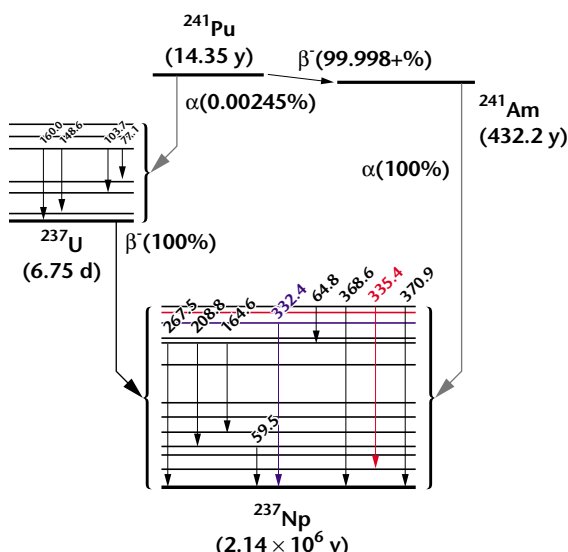 ²⁴¹Pu
(14.35 y)
β⁻(99.998+%)
²⁴¹Am
(432.2 y)
α(0.00245%)
α(100%)
160.0
148.6
103.7
77.1
²³⁷U
(6.75 d)
β⁻(100%)
267.5
208.8
164.6
332.4
64.8
368.6
335.4
370.9
59.5
²³⁷Np
(2.14 × 10⁶ y)